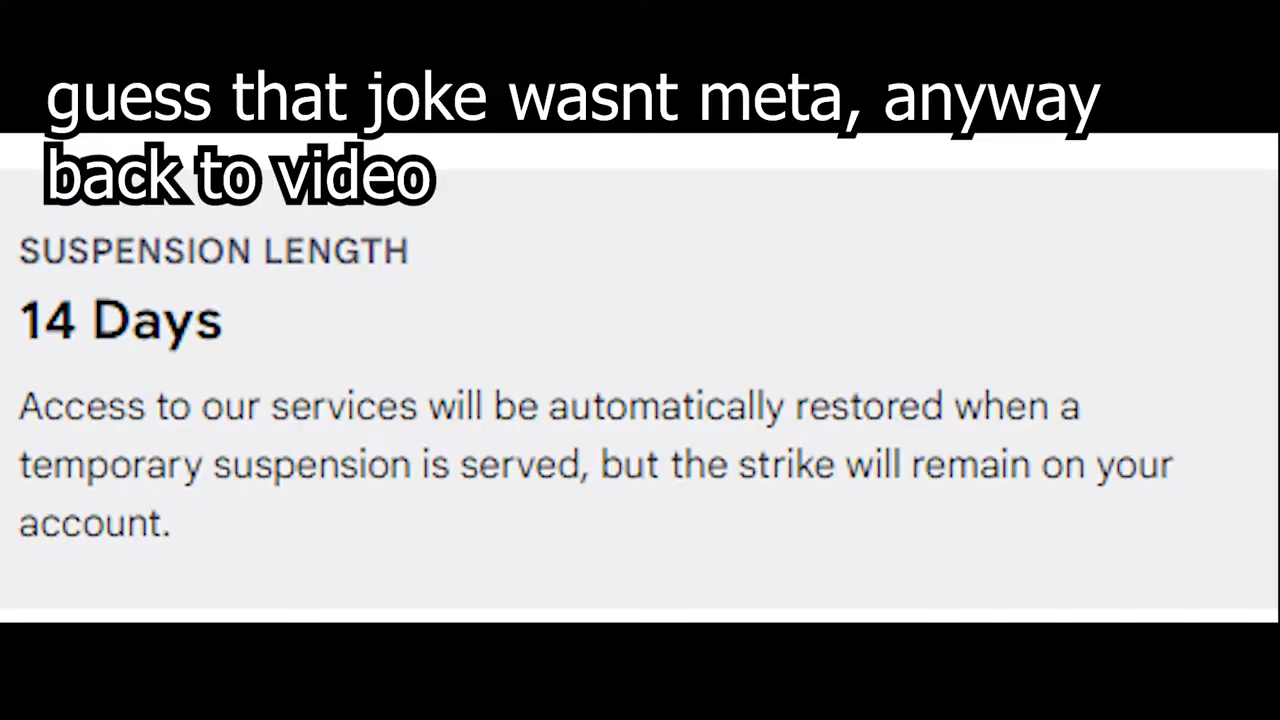 guess that joke wasnt meta, anyway
back to video
SUSPENSION LENGTH
14 Days
Access to our services will be automatically restored when a
temporary suspension is served, but the strike will remain on your
account.